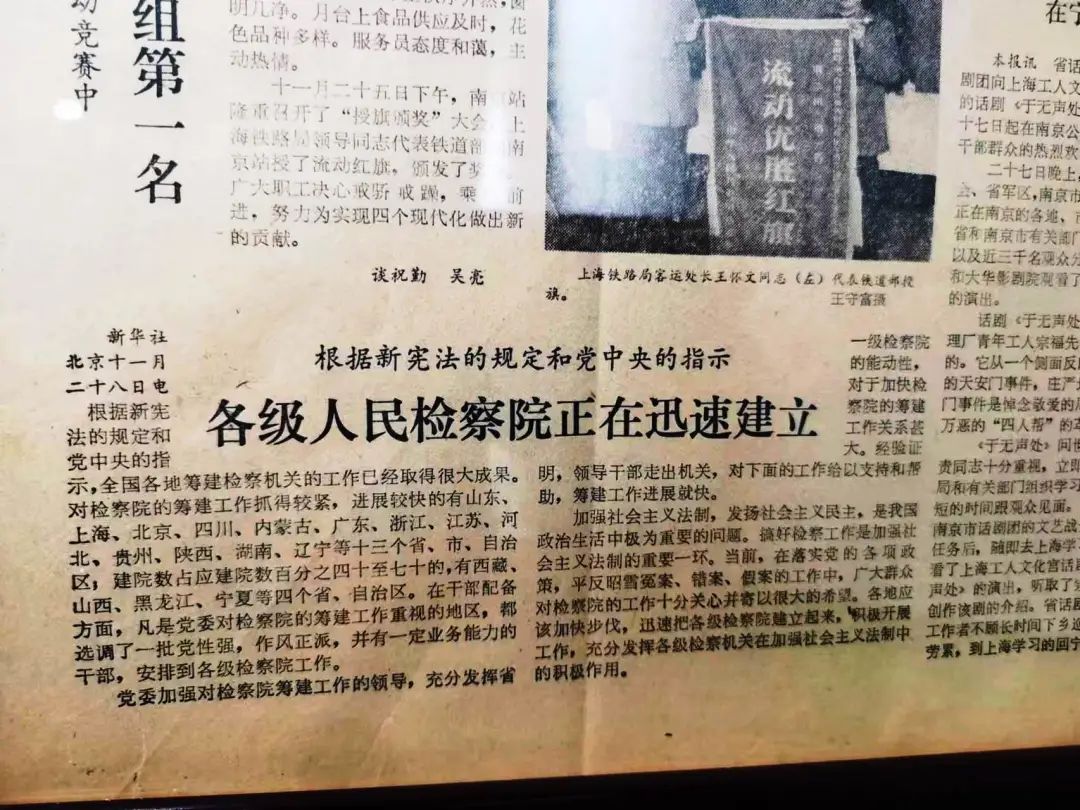 动竞赛中
组第一名
明几净。月台上食品供应及时，花
色品种多样。服务员态度和蔼，主
动热情。
十一月二十五日下午，南京站
隆重召开了“授旗颁奖”大会，上
海铁路局领导同志代表铁道部向南
京站授了流动红旗，颁发了奖
广大职工决心戒骄戒躁，乘 前
进，努力为实现四个现代化做出新
的贡献。
谈祝勤 吴亮
流动优胜红旗
上海铁路局客运处长王怀文同志（左）代表铁道部授
旗。
王守富摄
新华社
北京十一月
二十八日电
根据新宪法的规定和党中央的指示
各级人民检察院正在迅速建立
根据新宪
法的规定和
党中央的指
示，全国各地筹建检察机关的工作已经取得很大成果。
对检察院的筹建工作抓得较紧，进展较快的有山东、
上海、北京、四川、内蒙古、广东、浙江、江苏、河
北、贵州、陕西、湖南、辽宁等十三个省、市、自治
区；建院数占应建院数百分之四十至七十的，有西藏、
山西、黑龙江、宁夏等四个省、自治区。在干部配备
方面，凡是党委对检察院的筹建工作重视的地区，都
选调了一批党性强，作风正派，并有一定业务能力的
干部，安排到各级检察院工作。
党委加强对检察院筹建工作的领导，充分发挥省
一级检察院
的能动性，
对于加快检
察院的筹建
工作关系甚
大。经验证
明，领导干部走出机关，对下面的工作给以支持和帮
助，筹建工作进展就快。
加强社会主义法制，发扬社会主义民主，是我国
政治生活中极为重要的问题。搞好检察工作是加强社
会主义法制的重要一环。当前，在落实党的各项政
策，平反昭雪冤案、错案、假案的工作中，广大群众
对检察院的工作十分关心并寄以很大的希望。各地应
该加快步伐，迅速把各级检察院建立起来，积极开展
工作，充分发挥各级检察机关在加强社会主义法制中
的积极作用。
在宁
本报讯 省话
剧团向上海工人文
的话剧《于无声处
十七日起在南京公
干部群众的热烈欢
二十七日晚上，
会、省军区，南京市
正在南京的各地、市
省和南京市有关部门
以及近三千名观众分
和大华影剧院观看了
的演出。
话剧《于无声处
理厂青年工人宗福先
的。它从一个侧面反
的天安门事件，庄严
门事件是悼念敬爱的周
万恶的“四人帮”的革
《于无声处》问世
责同志十分重视，立即
局和有关部门组织学习
短的时间跟观众见面。
南京市话剧团的文艺战士
任务后，随即去上海学习
看了上海工人文化宫话剧
声处》的演出，听取了
创作该剧的介绍。省话剧
工作者不顾长时间下乡巡
劳累，到上海学习的回宁